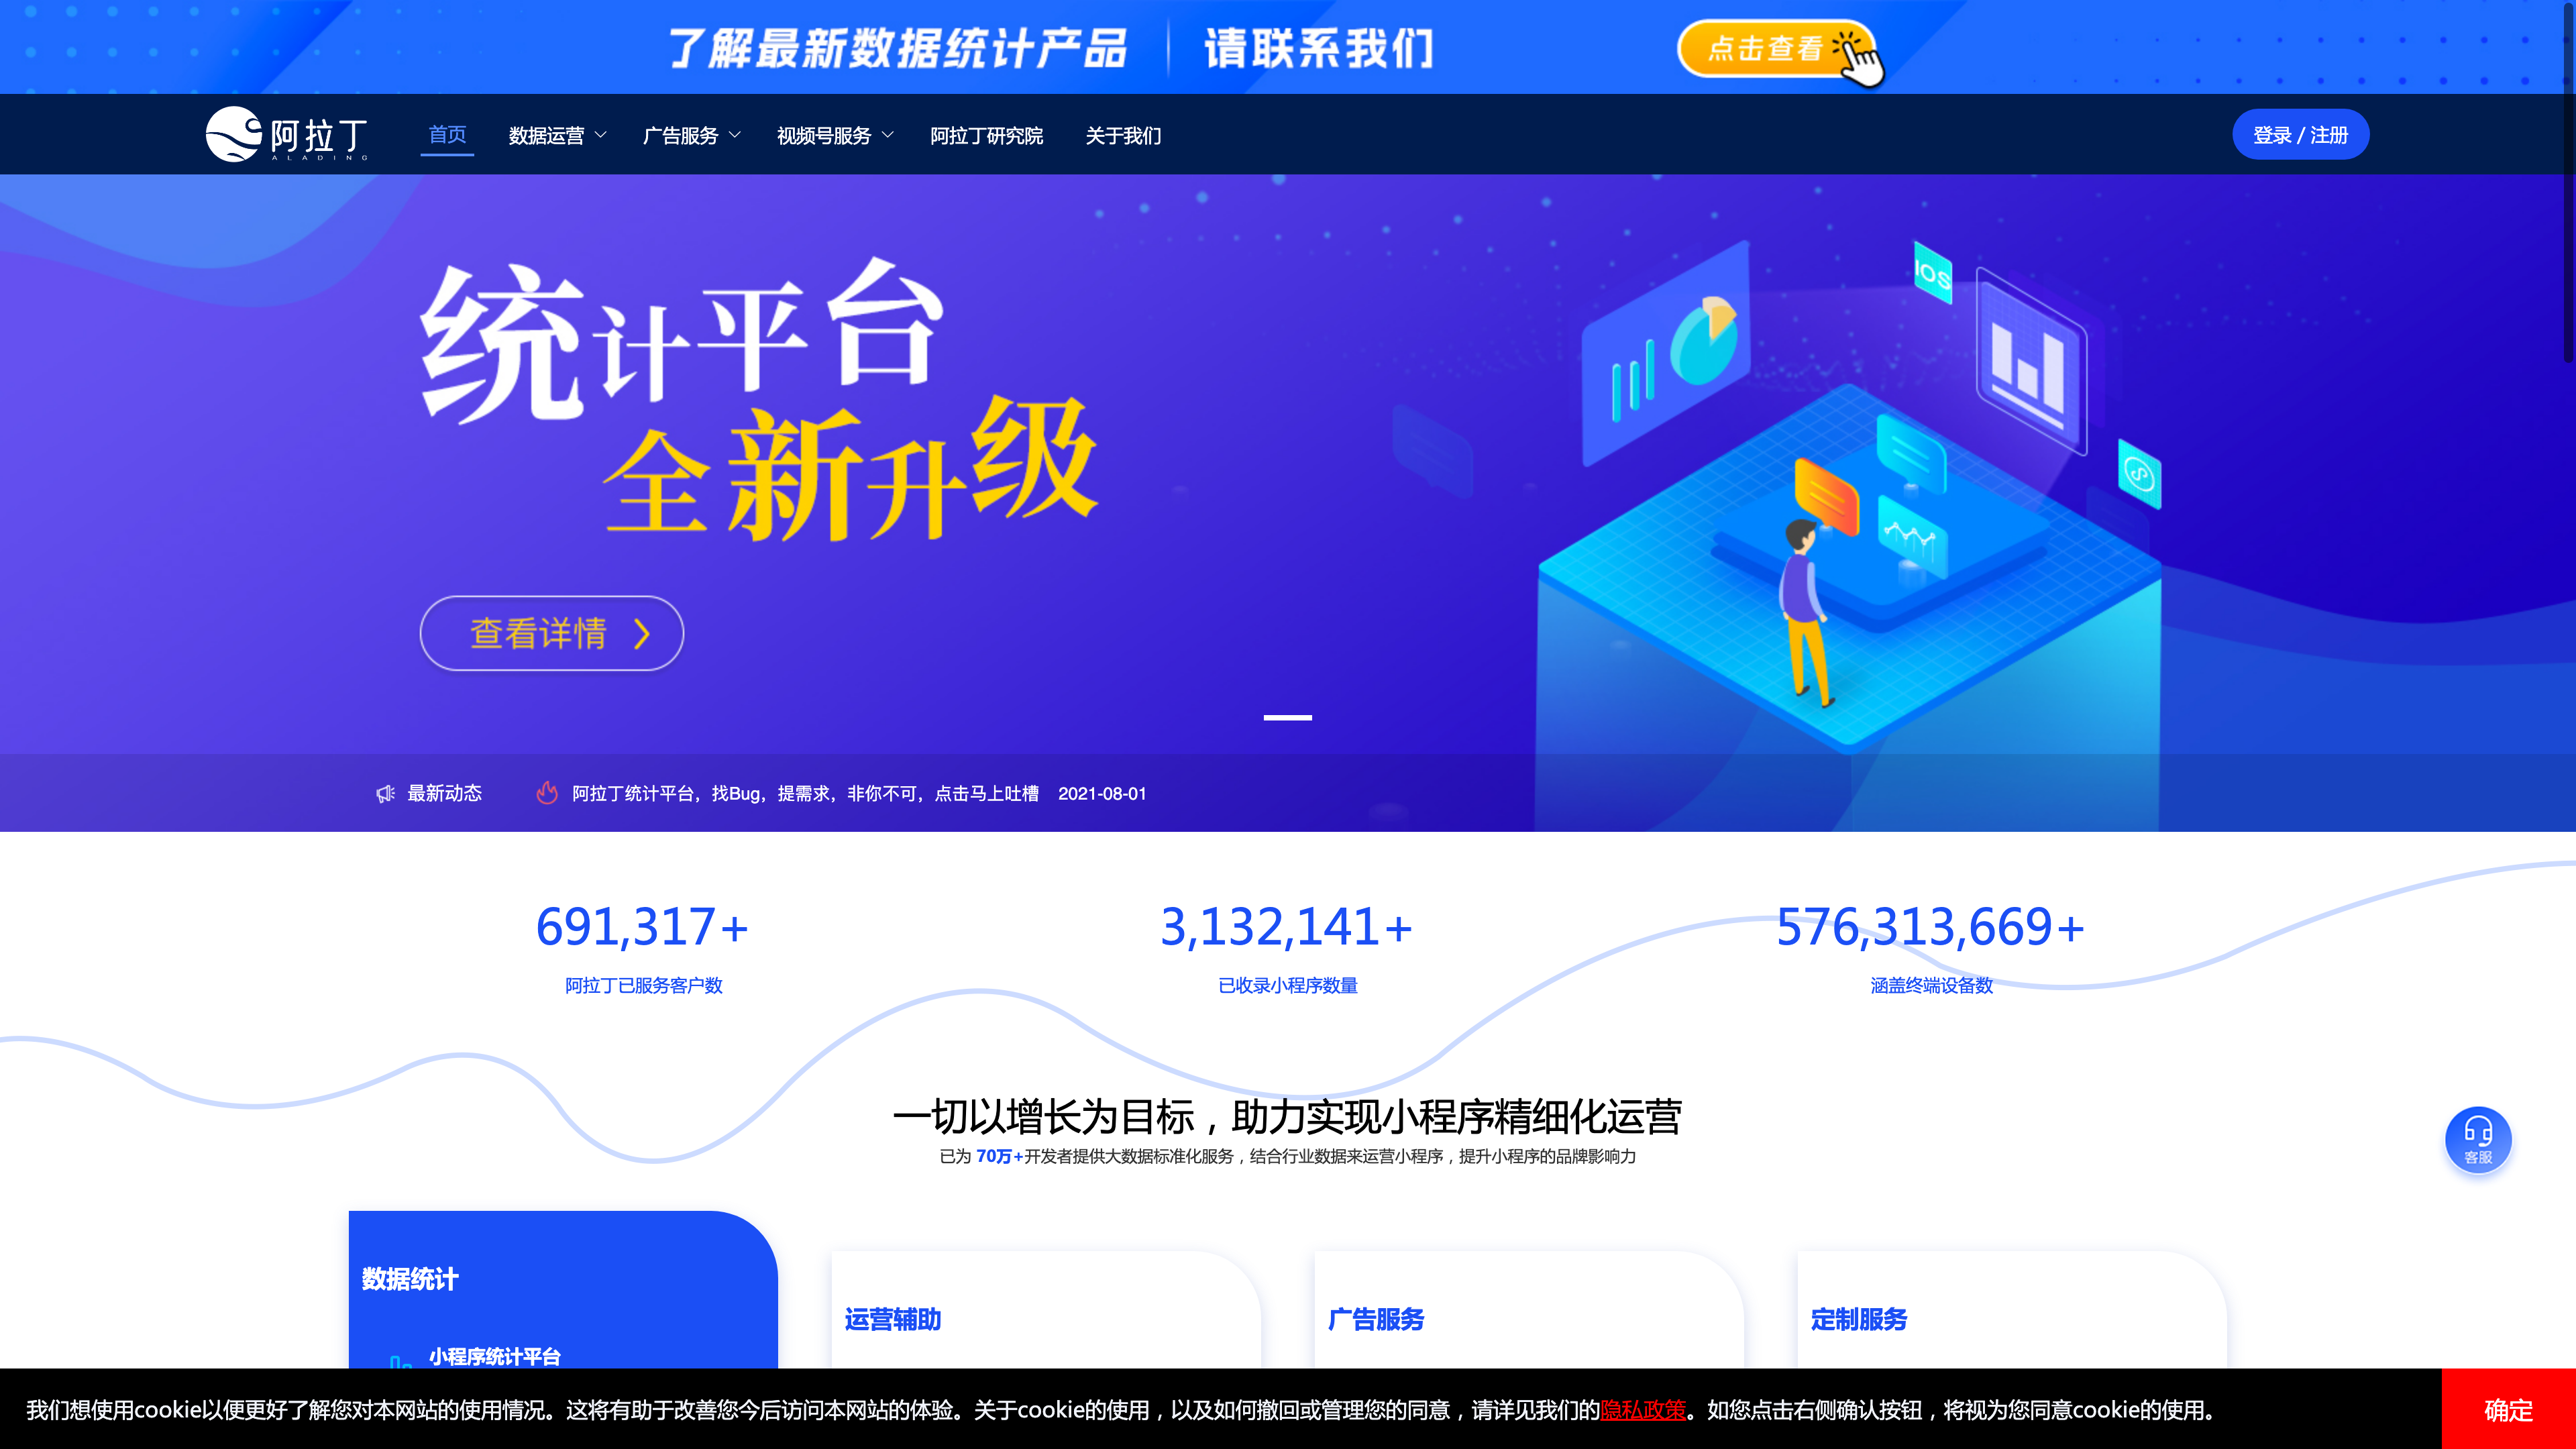 了解最新数据统计产品 请联系我们 点击查看
阿拉丁
ALADING
首页 数据运营 广告服务 视频号服务 阿拉丁研究院 关于我们 登录 / 注册
统计平台
全新升级
IOS
查看详情
最新动态 阿拉丁统计平台，找Bug，提需求，非你不可，点击马上吐槽 2021-08-01
691,317+ 3,132,141+ 576,313,669+
阿拉丁已服务客户数 已收录小程序数量 涵盖终端设备数
一切以增长为目标，助力实现小程序精细化运营
已为 70万+开发者提供大数据标准化服务，结合行业数据来运营小程序，提升小程序的品牌影响力
客服
数据统计
运营辅助 广告服务 定制服务
小程序统计平台
我们想使用cookie以便更好了解您对本网站的使用情况。这将有助于改善您今后访问本网站的体验。关于cookie的使用，以及如何撤回或管理您的同意，请详见我们的隐私政策。如您点击右侧确认按钮，将视为您同意cookie的使用。 确定